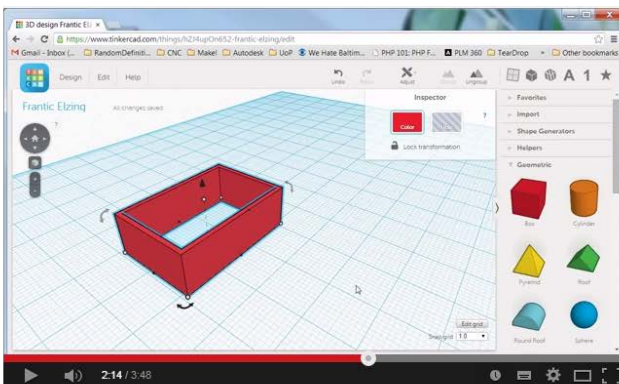 3D design Frantic El
https://www.tinkercad.com/things/hZJ4upOn652-frantic-elzing/edit
Gmail - Inbox (... RandomDefiniti... CNC Make! Autodesk UoP We Hate Baltim... PHP 101: PHP F... PLM 360 TearDrop » Other bookmarks
Design Edit Help Undo Redo Adjust Group Ungroup A 1
Frantic Elzing All changes saved
Inspector
Color
?
Lock transformation
Favorites
Import
Shape Generators
Helpers
Geometric
Box Cylinder
Pyramid Roof
Round Roof Sphere
Edit grid
Snap grid 1.0
2:14 / 3:48